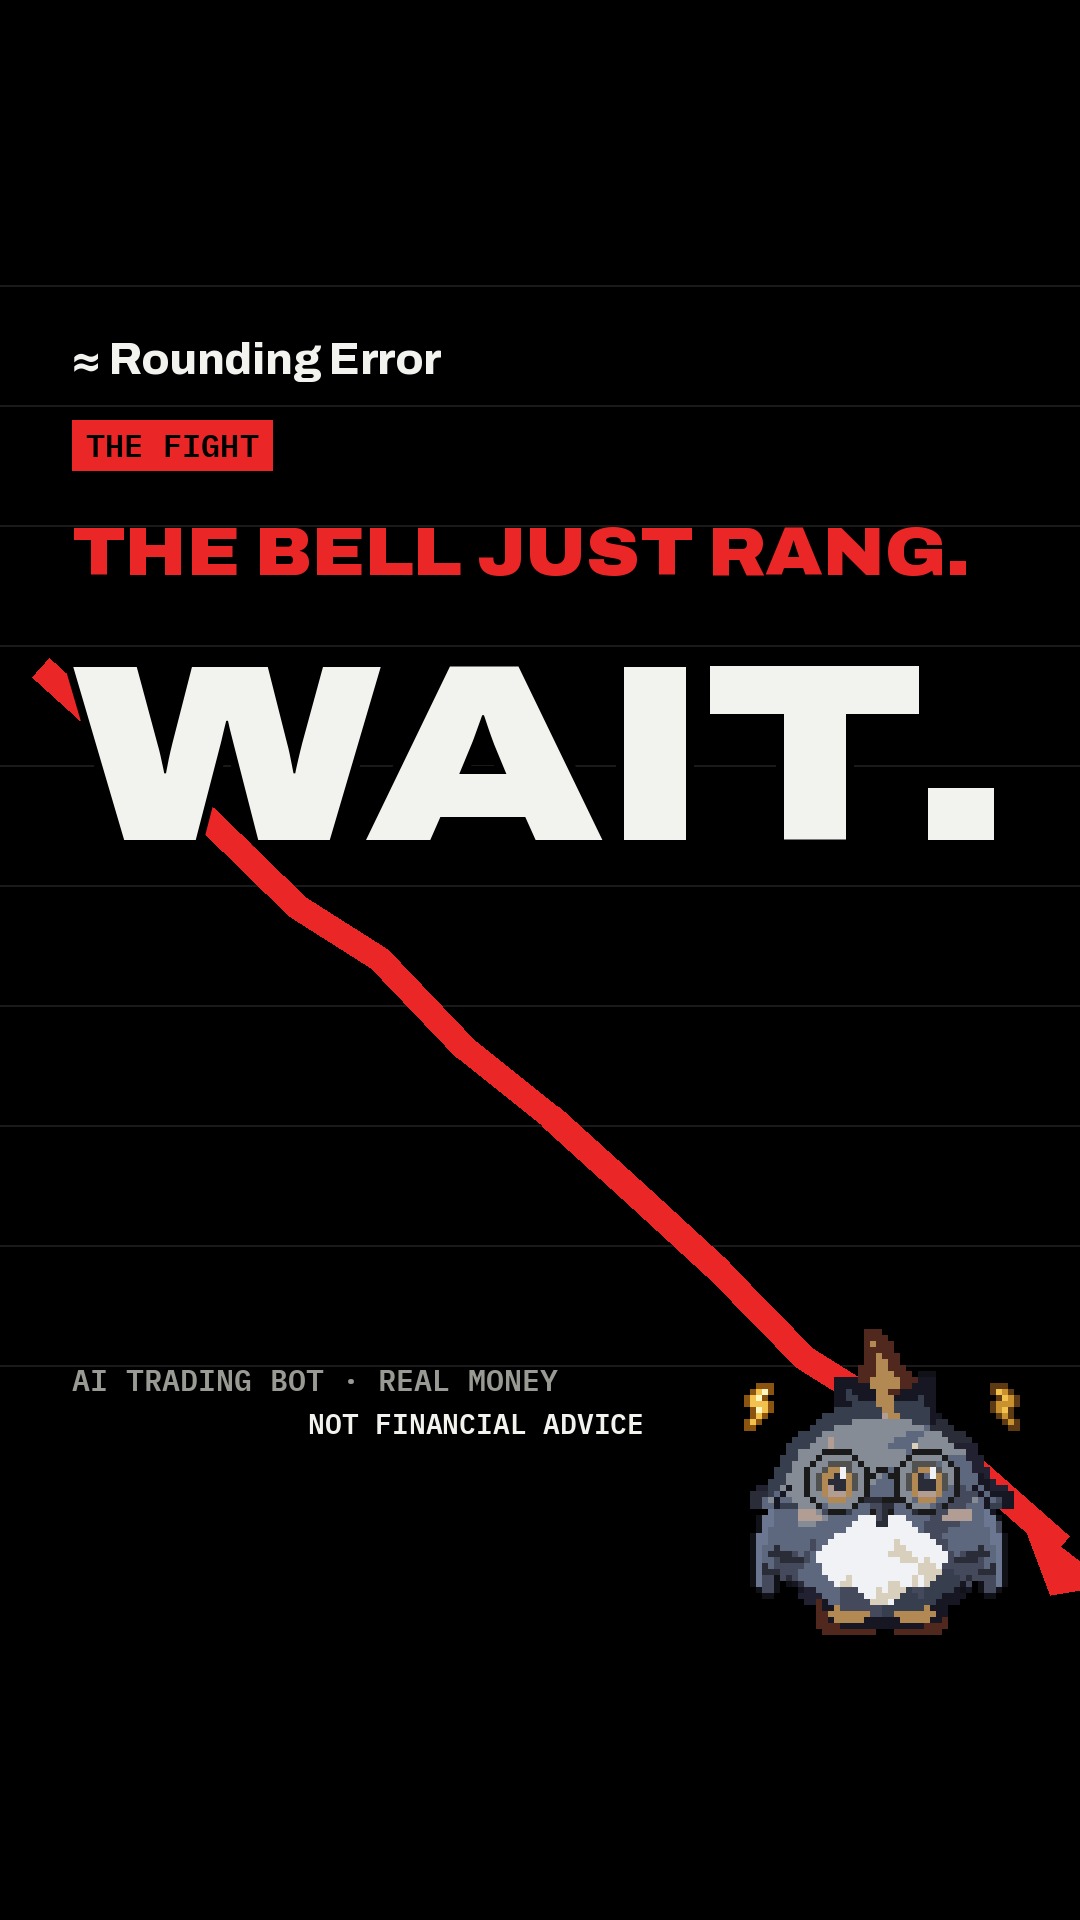 ≈ Rounding Error
THE FIGHT
THE BELL JUST RANG.
WAIT.
AI TRADING BOT · REAL MONEY
NOT FINANCIAL ADVICE